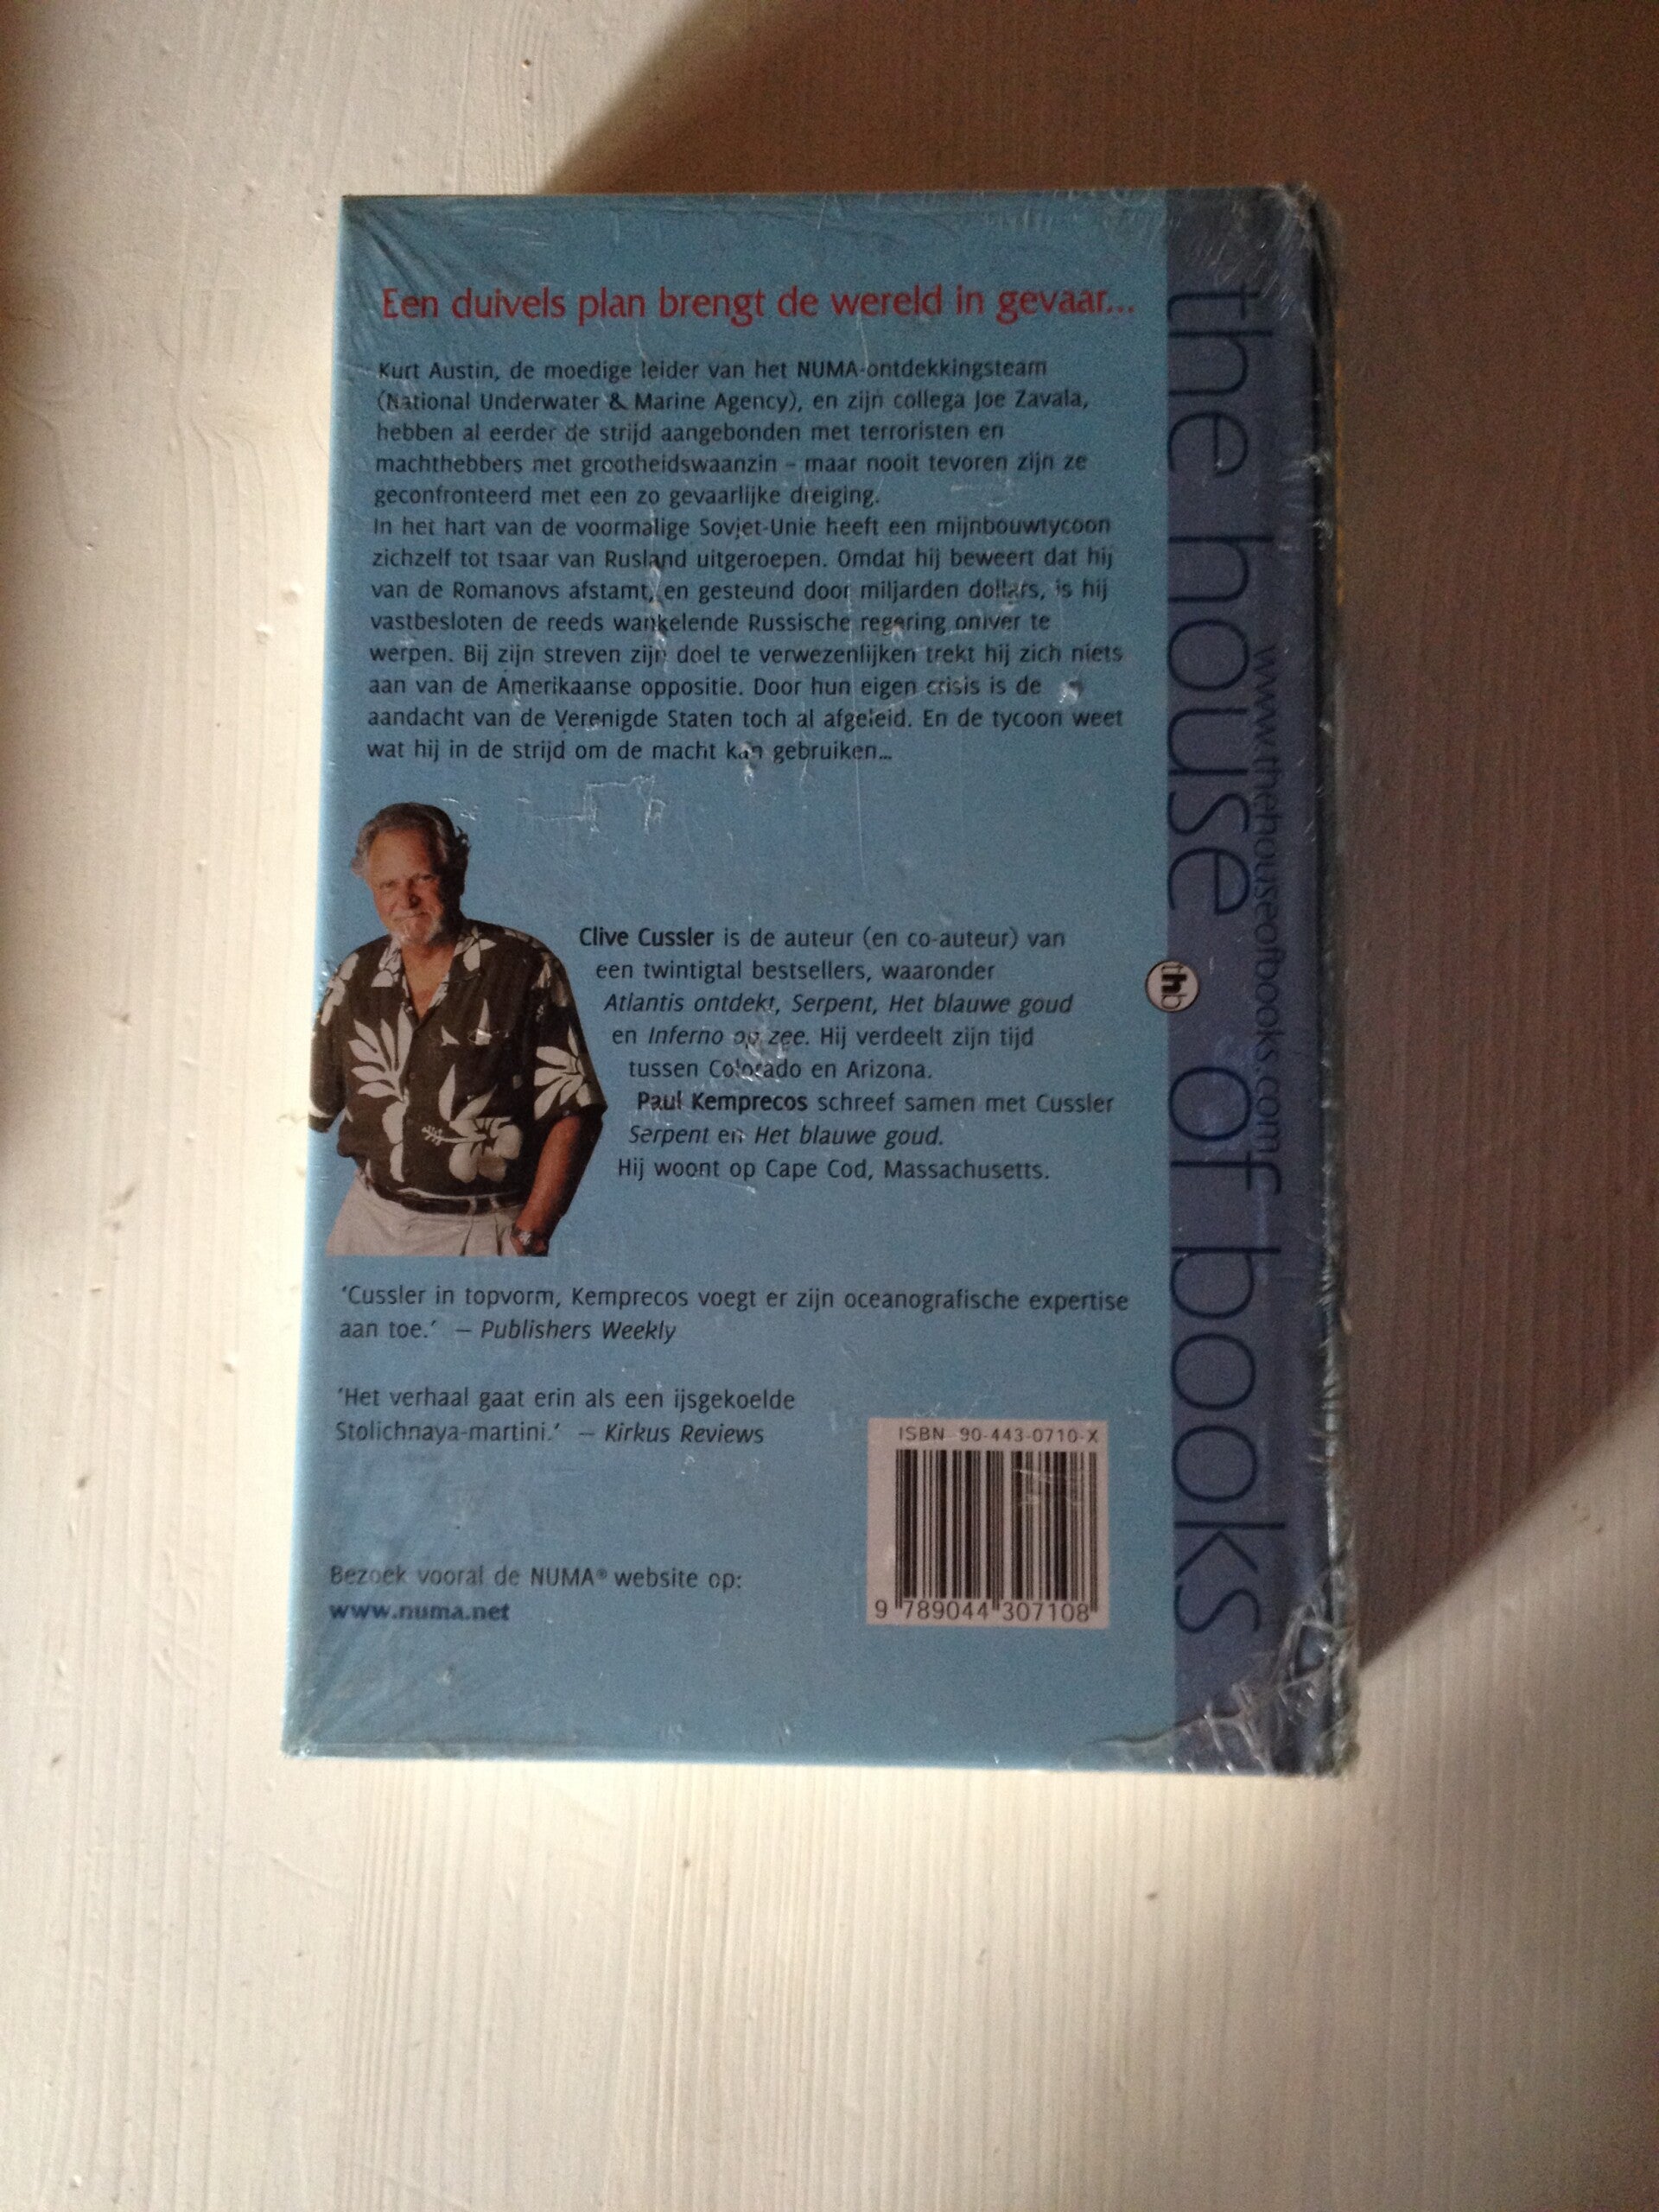 Een duivels plan brengt de wereld in gevaar...
Kurt Austin, de moedige leider van het NUMA-ontdekkingsteam
(National Underwater & Marine Agency), en zijn collega Joe Zavala,
hebben al eerder de strijd aangebonden met terroristen en
machthebbers met grootheidswaanzin – maar nooit tevoren zijn ze
geconfronteerd met een zo gevaarlijke dreiging.
In het hart van de voormalige Sovjet-Unie heeft een mijnbouwtycoon
zichzelf tot tsaar van Rusland uitgeroepen. Omdat hij beweert dat hij
van de Romanovs afstamt, en gesteund door miljarden dollars, is hij
vastbesloten de reeds wankelende Russische regering omver te
werpen. Bij zijn streven zijn doel te verwezenlijken trekt hij zich niets
aan van de Amerikaanse oppositie. Door hun eigen crisis is de
aandacht van de Verenigde Staten toch al afgeleid. En de tycoon weet
wat hij in de strijd om de macht kan gebruiken...
Clive Cussler is de auteur (en co-auteur) van
een twintigtal bestsellers, waaronder
Atlantis ontdekt, Serpent, Het blauwe goud
en Inferno op zee. Hij verdeelt zijn tijd
tussen Colorado en Arizona.
Paul Kemprecos schreef samen met Cussler
Serpent en Het blauwe goud.
Hij woont op Cape Cod, Massachusetts.
'Cussler in topvorm, Kemprecos voegt er zijn oceanografische expertise
aan toe.' – Publishers Weekly
'Het verhaal gaat erin als een ijsgekoelde
Stolichnaya-martini.' – Kirkus Reviews
ISBN 90-443-0710-X
9 789044 307108
Bezoek vooral de NUMA® website op:
www.numa.net
the house of books
www.thehouseofbooks.com
thb